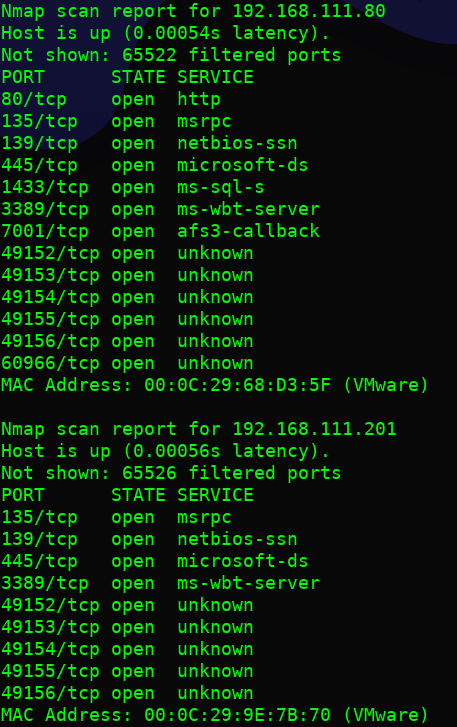 Nmap scan report for 192.168.111.80
Host is up (0.00054s latency).
Not shown: 65522 filtered ports
PORT      STATE SERVICE
80/tcp    open  http
135/tcp   open  msrpc
139/tcp   open  netbios-ssn
445/tcp   open  microsoft-ds
1433/tcp  open  ms-sql-s
3389/tcp  open  ms-wbt-server
7001/tcp  open  afs3-callback
49152/tcp open  unknown
49153/tcp open  unknown
49154/tcp open  unknown
49155/tcp open  unknown
49156/tcp open  unknown
60966/tcp open  unknown
MAC Address: 00:0C:29:68:D3:5F (VMware)

Nmap scan report for 192.168.111.201
Host is up (0.00056s latency).
Not shown: 65526 filtered ports
PORT      STATE SERVICE
135/tcp   open  msrpc
139/tcp   open  netbios-ssn
445/tcp   open  microsoft-ds
3389/tcp  open  ms-wbt-server
49152/tcp open  unknown
49153/tcp open  unknown
49154/tcp open  unknown
49155/tcp open  unknown
49156/tcp open  unknown
MAC Address: 00:0C:29:9E:7B:70 (VMware)